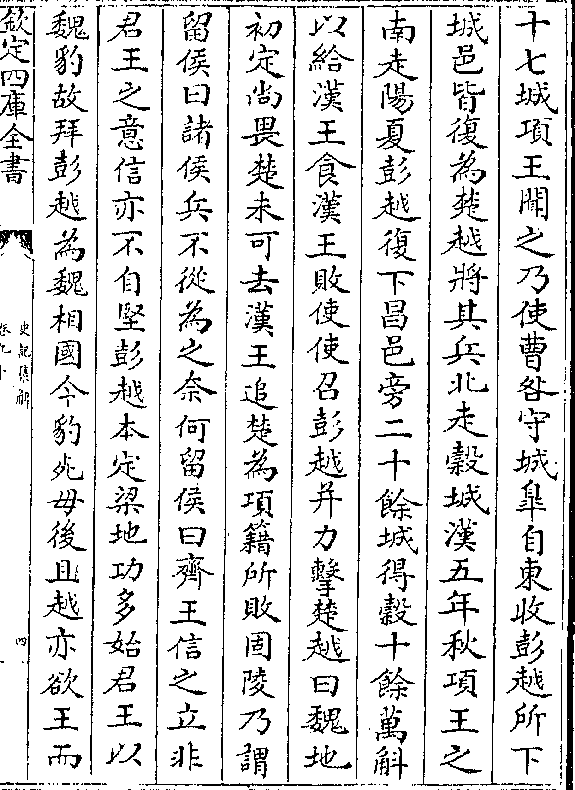 十七城項王聞之乃使曹咎守城臯自東收彭越所下
城邑皆復為楚越將其兵北走穀城漢五年秋項王之
南走陽夏彭越復下昌邑旁二十餘城得穀十餘萬斛
以給漢王食漢王敗使使召彭越并力擊楚越曰魏地
初定尚畏楚未可去漢王追楚為項籍所敗固陵乃謂
留侯曰諸侯兵不從為之奈何留侯曰齊王信之立非
君王之意信亦不自堅彭越本定梁地功多始君王以
魏豹故拜彭越為魏相國今豹死毋後且越亦欲王而
欽定四庫全書
史記集解
卷九十
四